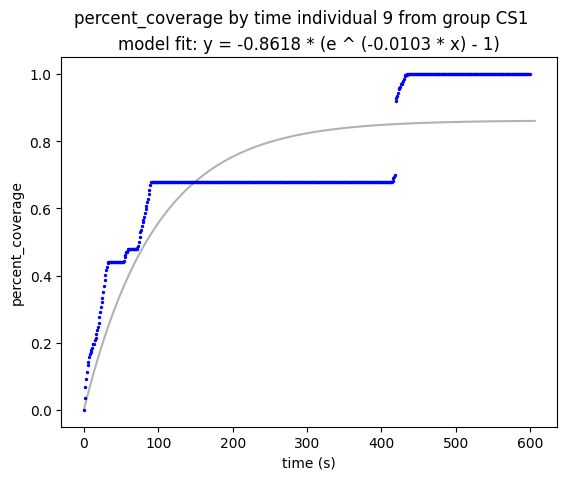 percent_coverage by time individual 9 from group CS1
model fit: y = -0.8618 * (e ^ (-0.0103 * x) - 1)
1.0
0.8
0.6
0.4
0.2
0.0
percent_coverage
0 100 200 300 400 500 600
time (s)